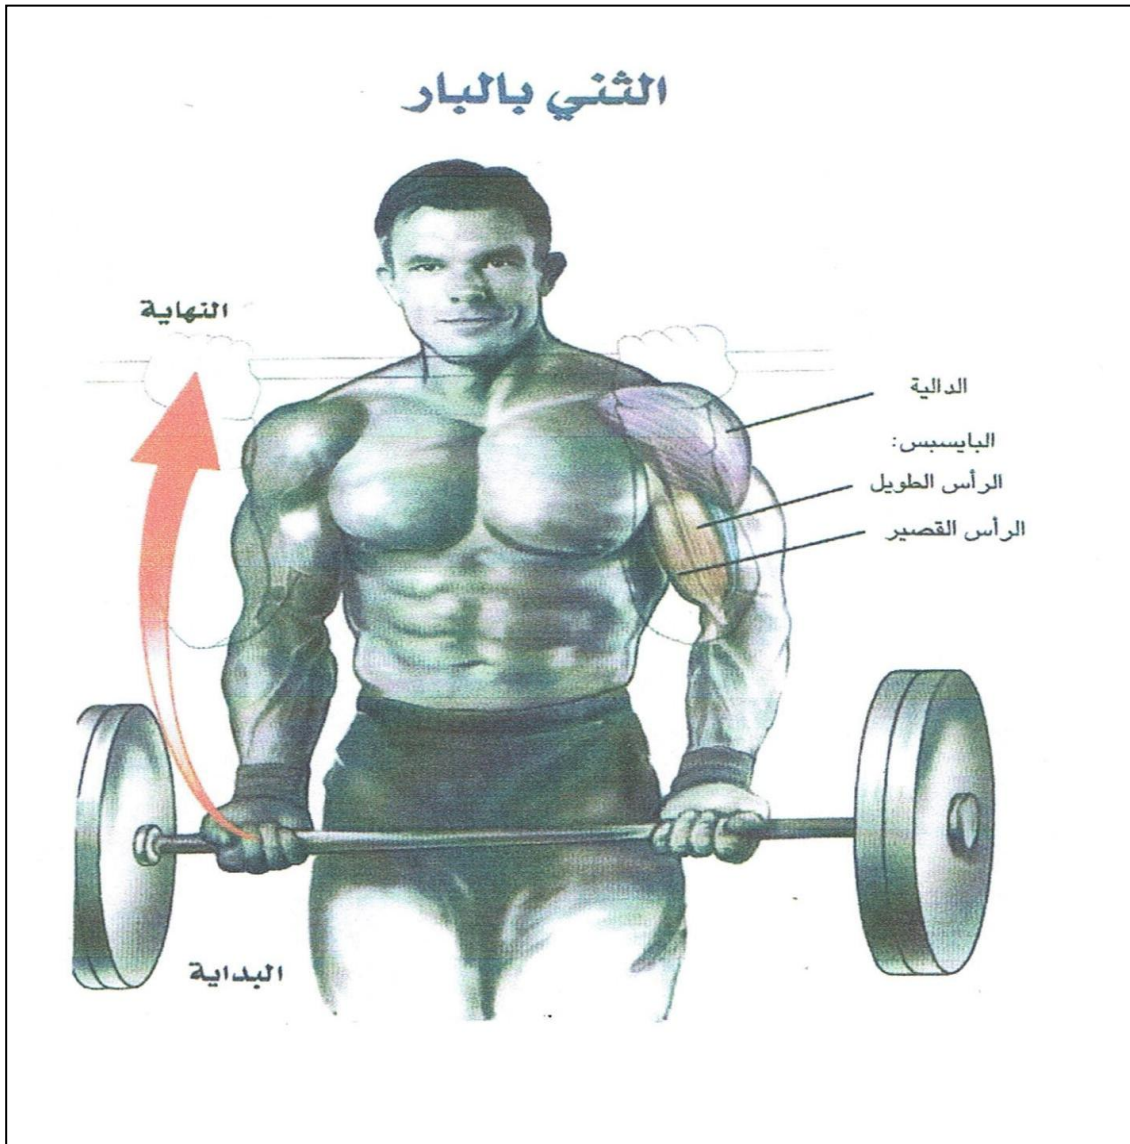 الثني بالبار
النهاية
الدالية
البايسبس:
الرأس الطويل
الرأس القصير
البداية